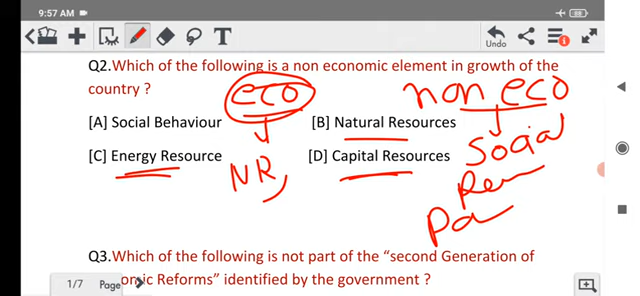 9:57 AM
Undo
Q2.Which of the following is a non economic element in growth of the
country ?
eco
non eco
[A] Social Behaviour
[B] Natural Resources
Social
[C] Energy Resource
[D] Capital Resources
NR,
Q3.Which of the following is not part of the “second Generation of
omic Reforms” identified by the government ?
1/7 Page